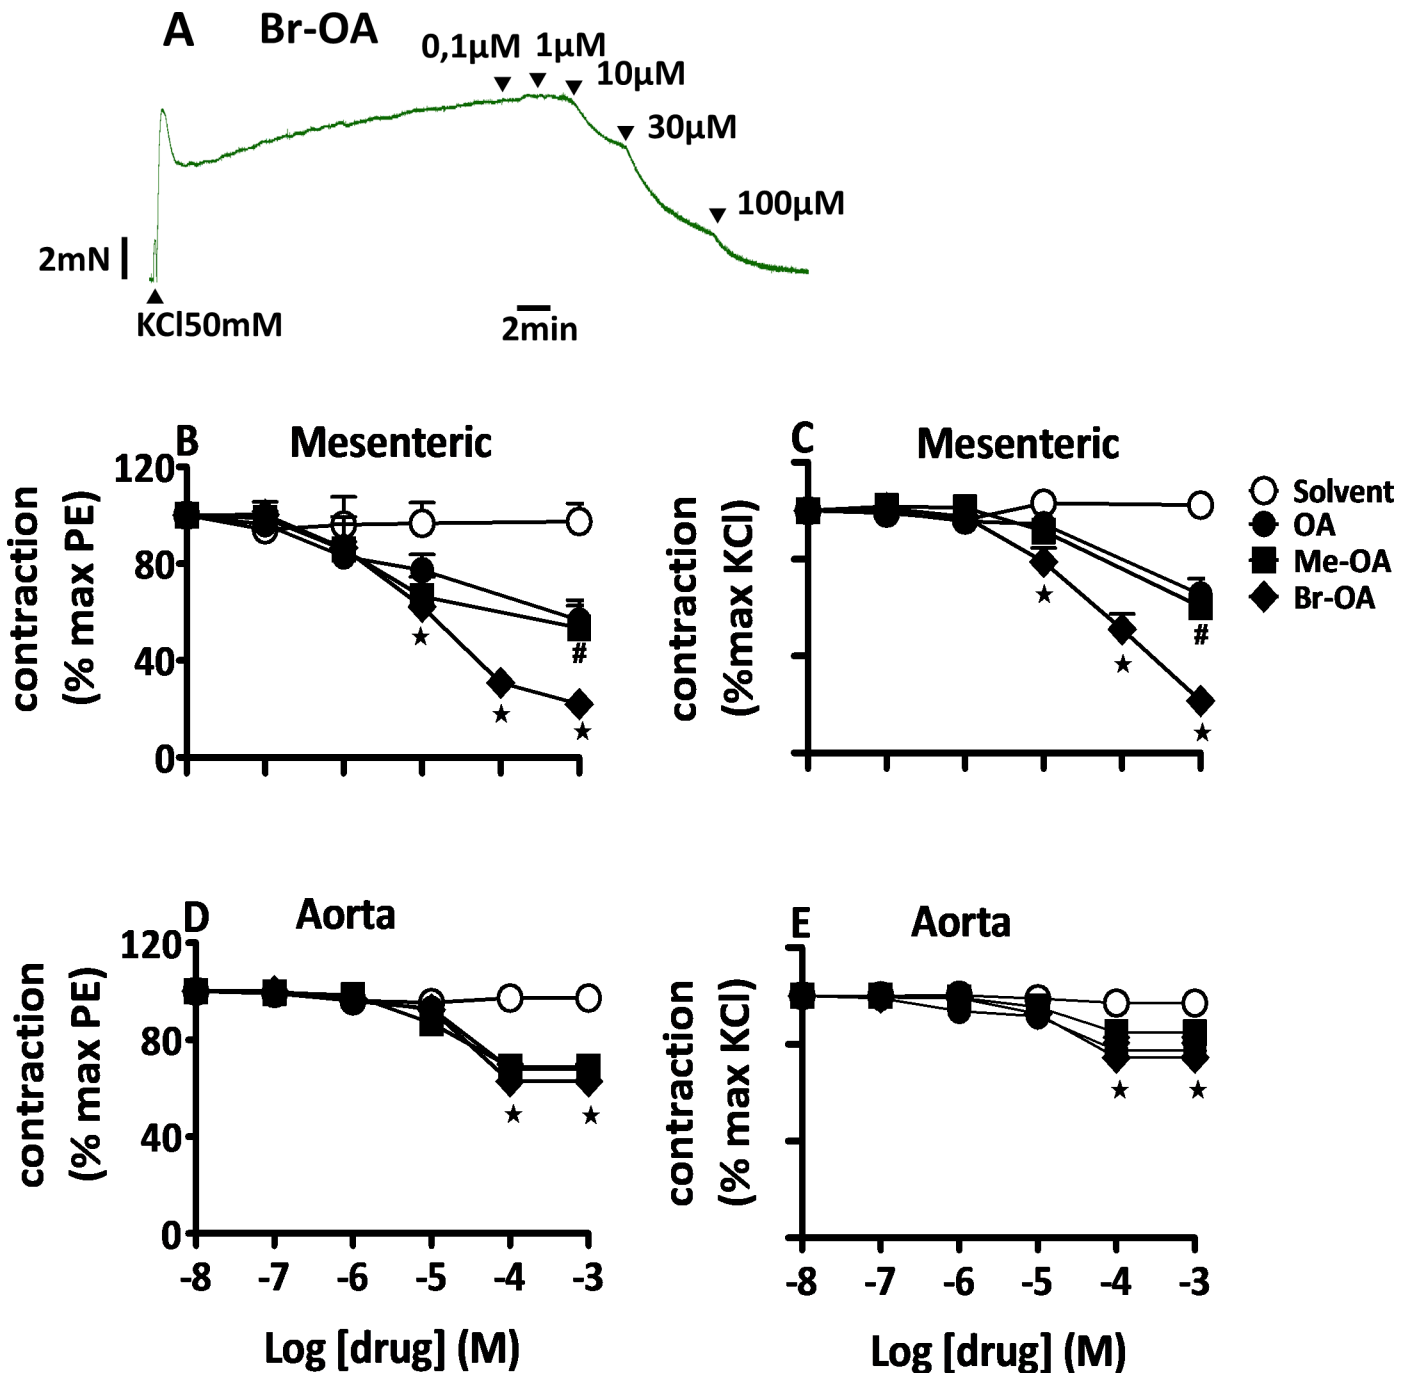 A Br-OA
0,1µM 1µM
10µM
30µM
100µM
2mN
KCl50mM
2min
B Mesenteric
C Mesenteric
120
80
40
0
contraction
(% max PE)
*
*
*
#
contraction
(%max KCl)
*
*
*
#
Solvent
OA
Me-OA
Br-OA
D Aorta
E Aorta
120
80
40
0
contraction
(% max PE)
*
*
contraction
(% max KCl)
*
*
-8 -7 -6 -5 -4 -3
-8 -7 -6 -5 -4 -3
Log [drug] (M)
Log [drug] (M)